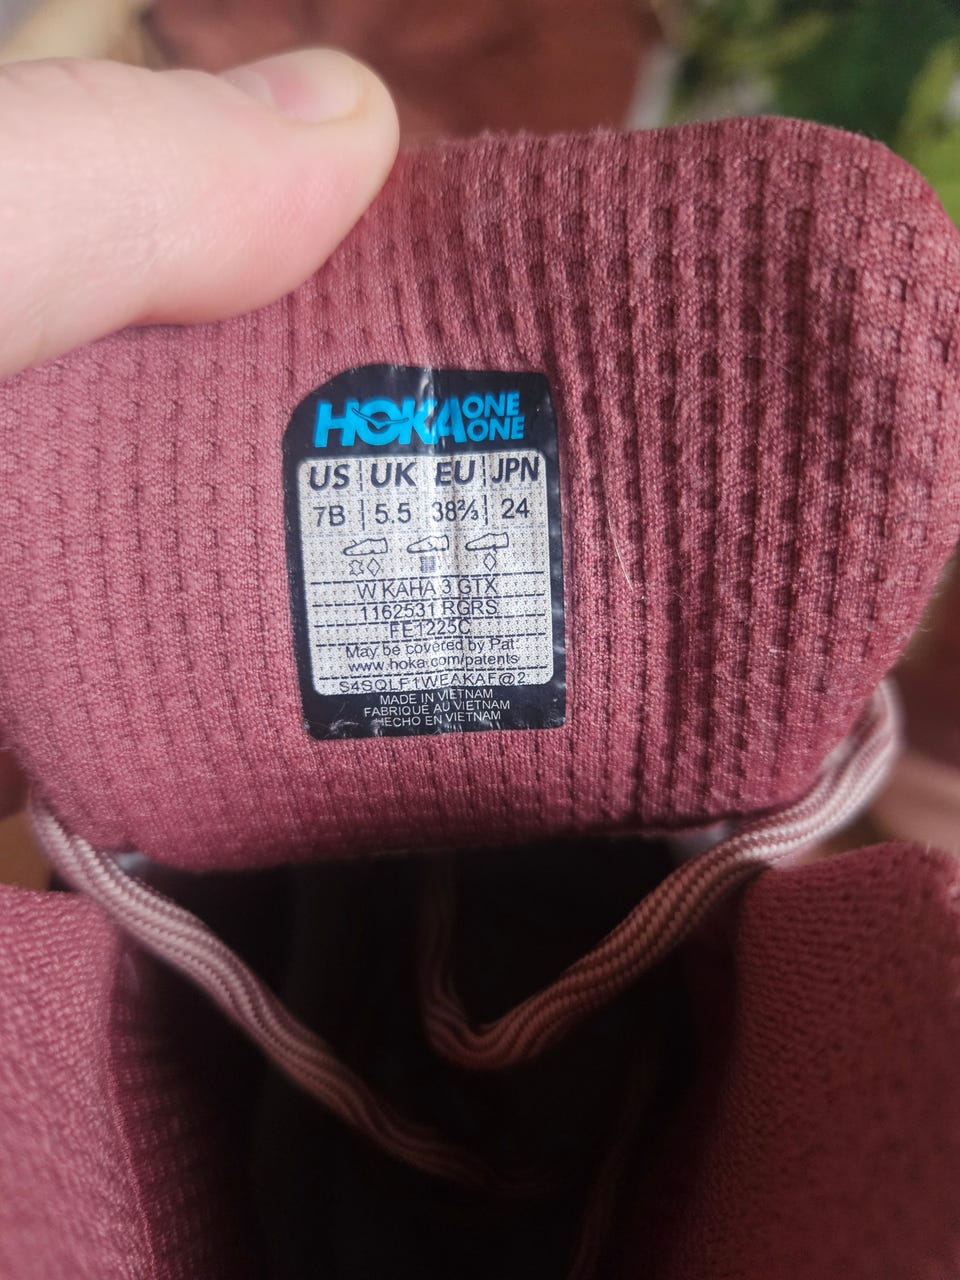 HOKA ONE ONE
US UK EU JPN
7B 5.5 38⅔ 24
W KAHA 3 GTX
1162531 RGRS
FE1225C
May be covered by Pat.
www.hoka.com/patents
S4SQLF1WEAKAF@2
MADE IN VIETNAM
FABRIQUÉ AU VIETNAM
HECHO EN VIETNAM